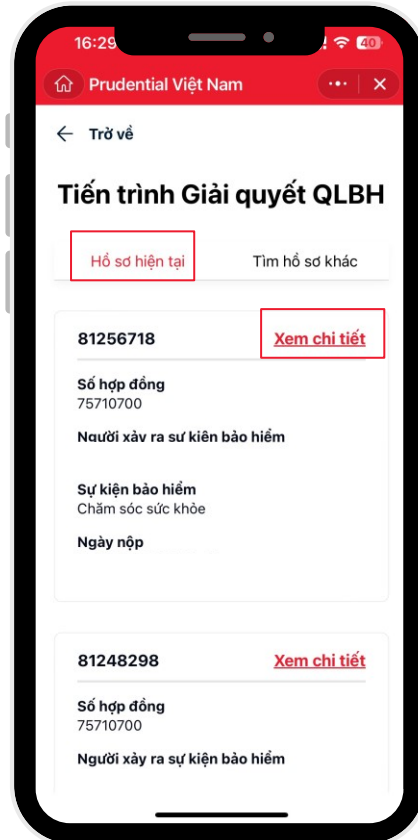 16:29
40
Prudential Việt Nam
Trở về
Tiến trình Giải quyết QLBH
Hồ sơ hiện tại
Tìm hồ sơ khác
81256718
Xem chi tiết
Số hợp đồng
75710700
Người xảy ra sự kiện bảo hiểm
Sự kiện bảo hiểm
Chăm sóc sức khỏe
Ngày nộp
81248298
Xem chi tiết
Số hợp đồng
75710700
Người xảy ra sự kiện bảo hiểm